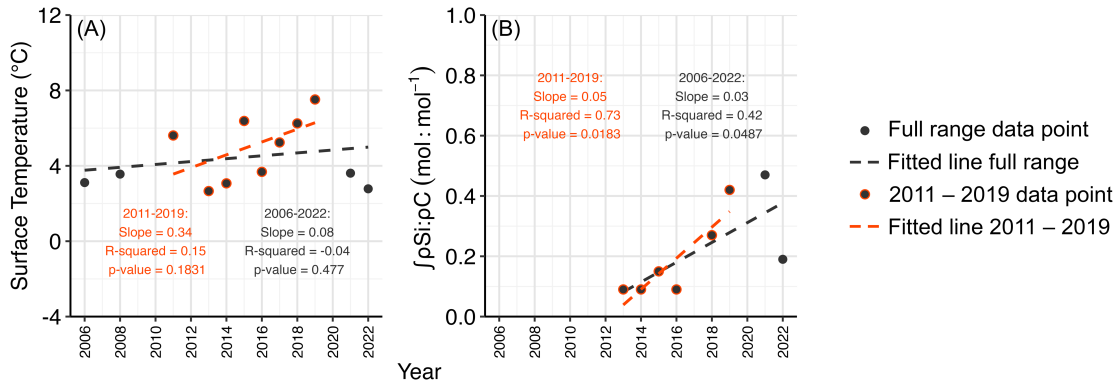 (A)
Surface Temperature (°C)
12
8
4
0
-4
2011-2019:
Slope = 0.34
R-squared = 0.15
p-value = 0.1831
2006-2022:
Slope = 0.08
R-squared = -0.04
p-value = 0.477
2006
2008
2010
2012
2014
2016
2018
2020
2022
(B)
∫ρSi:ρC (mol : mol⁻¹)
1.0
0.8
0.6
0.4
0.2
0.0
2011-2019:
Slope = 0.05
R-squared = 0.73
p-value = 0.0183
2006-2022:
Slope = 0.03
R-squared = 0.42
p-value = 0.0487
2006
2008
2010
2012
2014
2016
2018
2020
2022
Year
Full range data point
Fitted line full range
2011 – 2019 data point
Fitted line 2011 – 2019